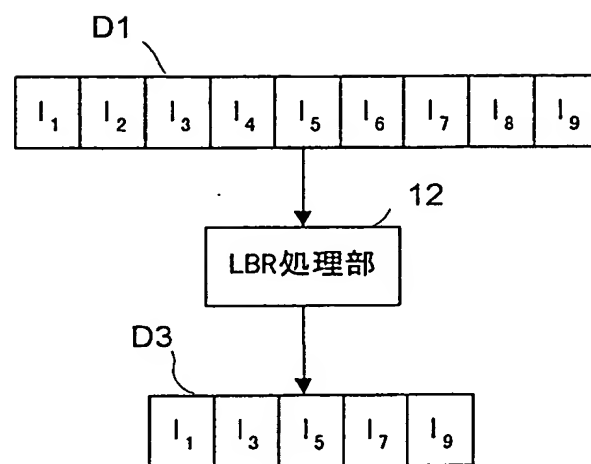 D1
I₁ I₂ I₃ I₄ I₅ I₆ I₇ I₈ I₉
12
LBR処理部
D3
I₁ I₃ I₅ I₇ I₉